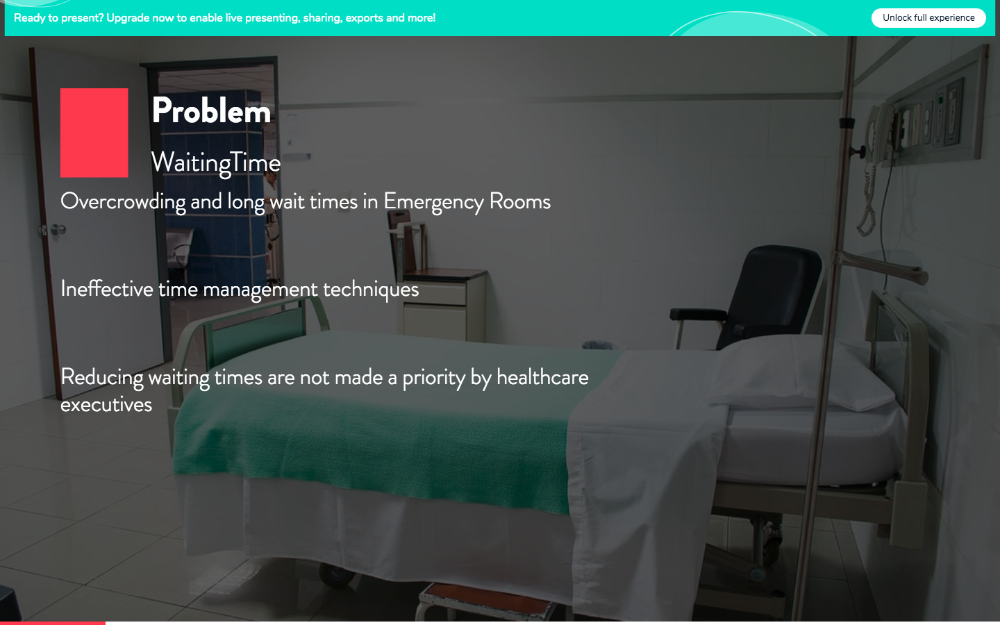 Ready to present? Upgrade now to enable live presenting, sharing, exports and more!
Unlock full experience
Problem
WaitingTime
Overcrowding and long wait times in Emergency Rooms
Ineffective time management techniques
Reducing waiting times are not made a priority by healthcare
executives